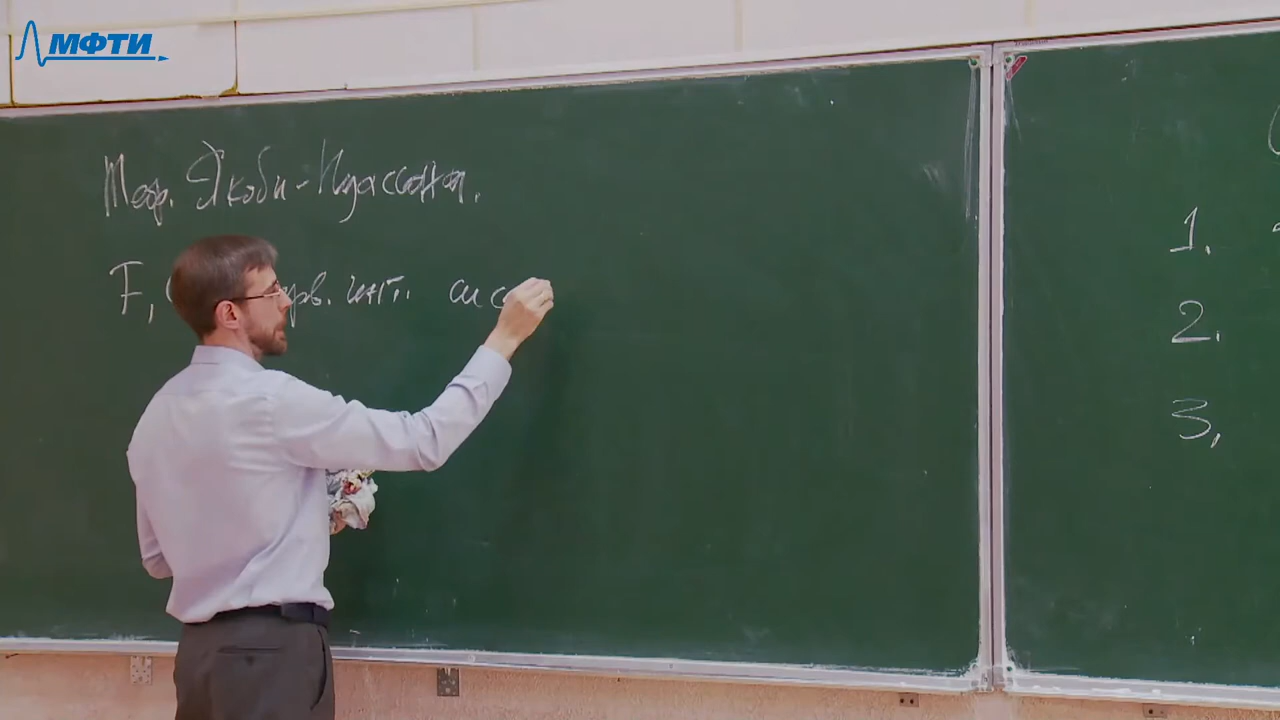 МФТИ
Теор. Якоби-Пуассона.
F, перв. инт.
1.
2.
3,